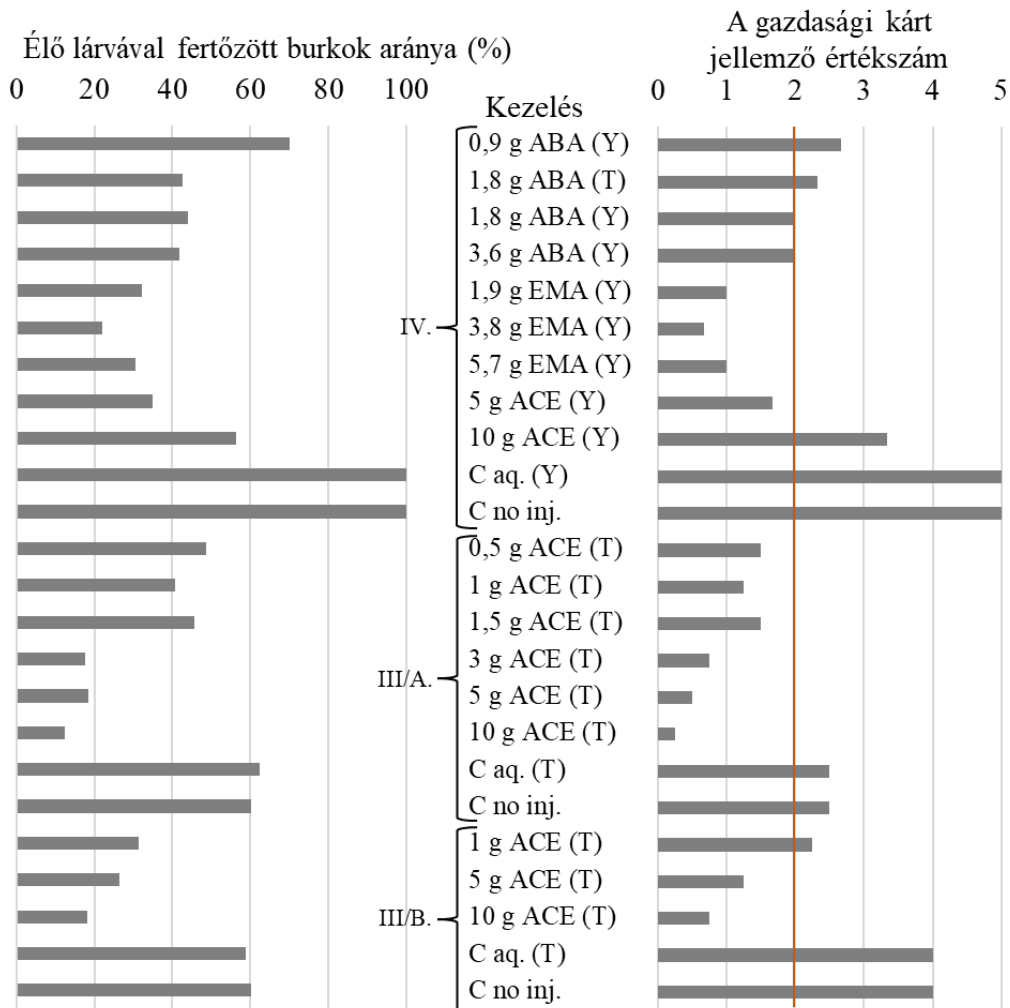 Élő lárvával fertőzött burkok aránya (%)
0 20 40 60 80 100
Kezelés
A gazdasági kárt
jellemző értékszám
0 1 2 3 4 5
IV.
0,9 g ABA (Y)
1,8 g ABA (T)
1,8 g ABA (Y)
3,6 g ABA (Y)
1,9 g EMA (Y)
3,8 g EMA (Y)
5,7 g EMA (Y)
5 g ACE (Y)
10 g ACE (Y)
C aq. (Y)
C no inj.
III/A.
0,5 g ACE (T)
1 g ACE (T)
1,5 g ACE (T)
3 g ACE (T)
5 g ACE (T)
10 g ACE (T)
C aq. (T)
C no inj.
III/B.
1 g ACE (T)
5 g ACE (T)
10 g ACE (T)
C aq. (T)
C no inj.